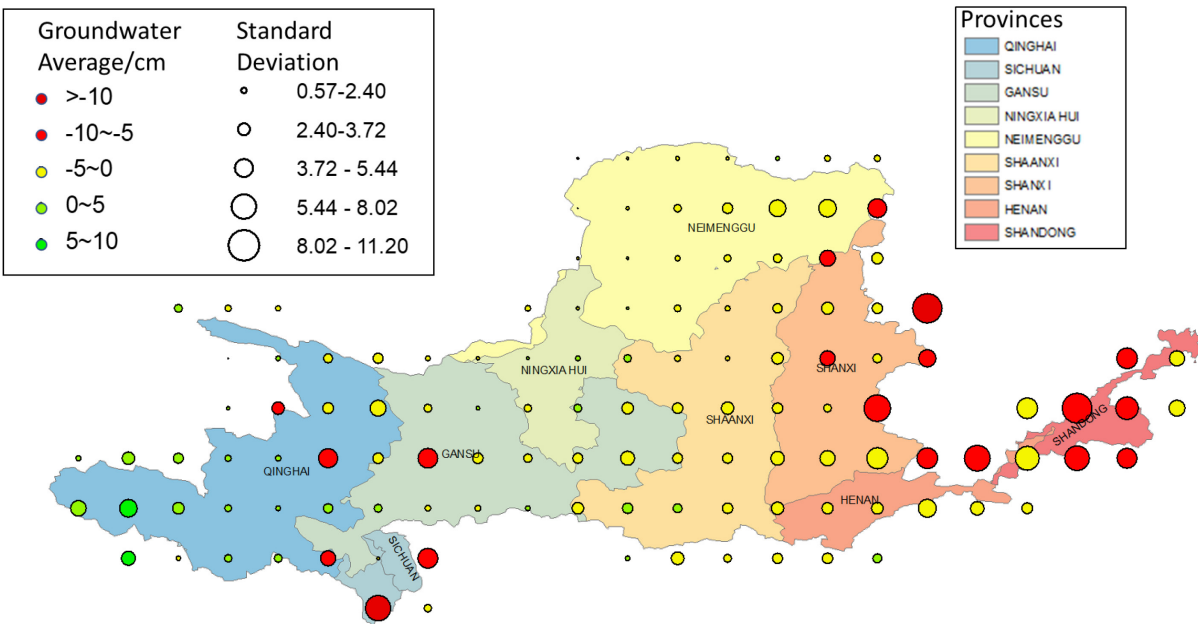 Groundwater
Average/cm
>-10
-10~-5
-5~0
0~5
5~10
Standard
Deviation
0.57-2.40
2.40-3.72
3.72 - 5.44
5.44 - 8.02
8.02 - 11.20
Provinces
QINGHAI
SICHUAN
GANSU
NINGXIA HUI
NEIMENGGU
SHAANXI
SHANXI
HENAN
SHANDONG
NEIMENGGU
NINGXIA HUI
SHANXI
SHAANXI
SHANDONG
QINGHAI
GANSU
HENAN
SICHUAN